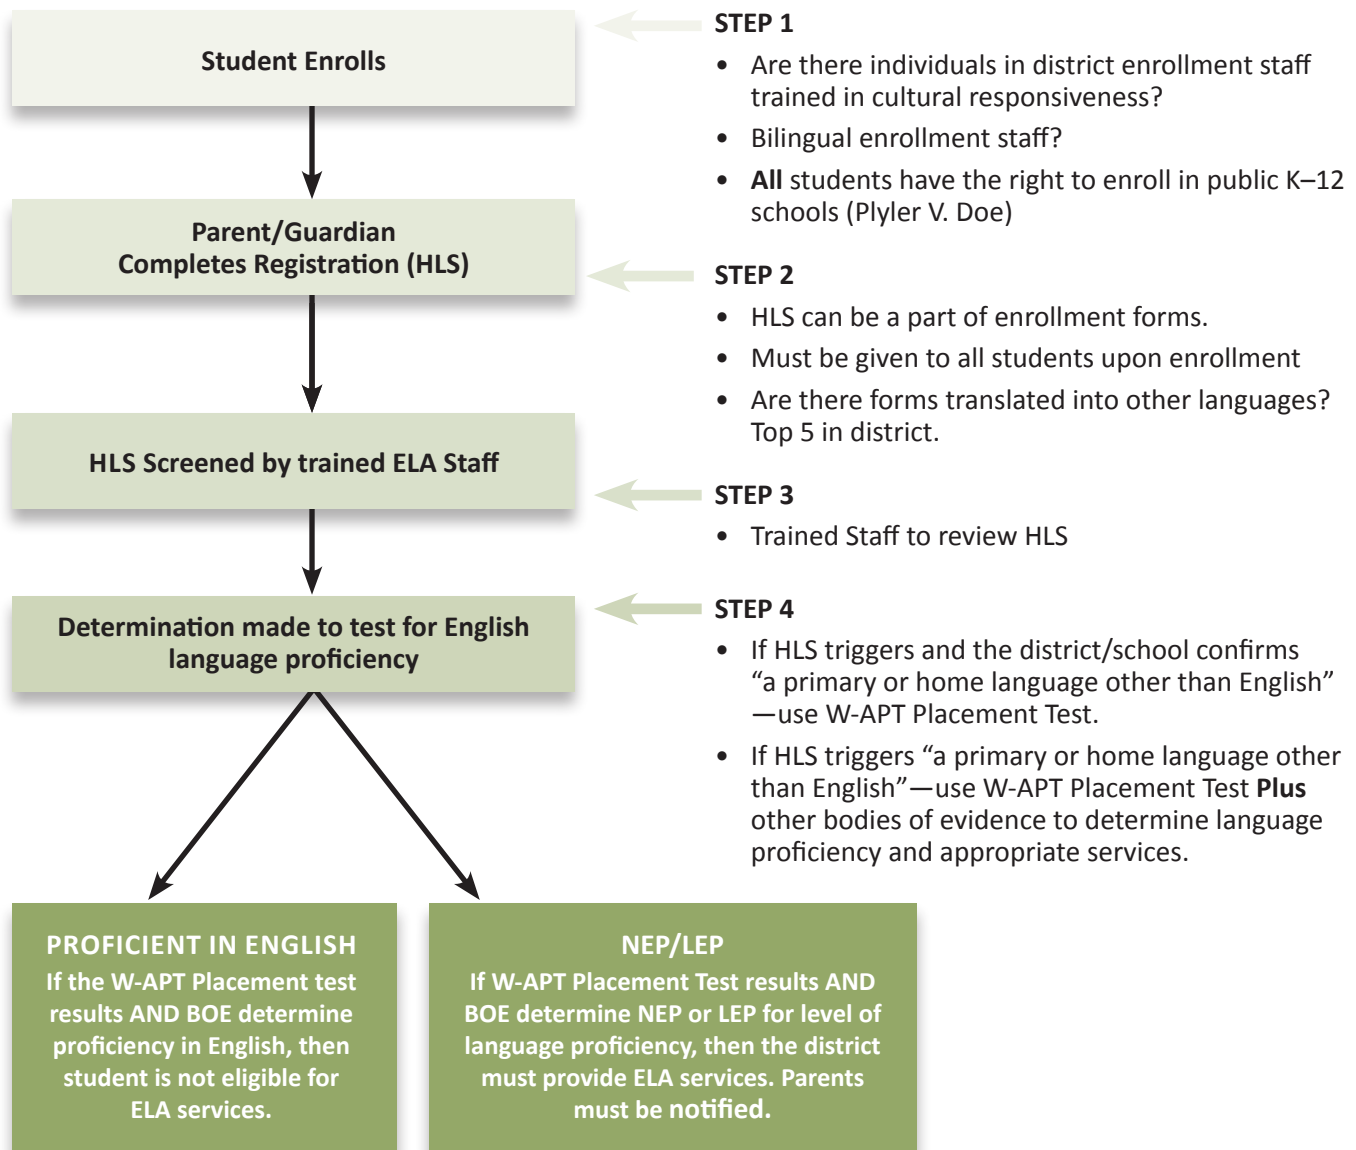 Student Enrolls
STEP 1
• Are there individuals in district enrollment staff
trained in cultural responsiveness?
• Bilingual enrollment staff?
• All students have the right to enroll in public K–12
schools (Plyler V. Doe)
Parent/Guardian
Completes Registration (HLS)
STEP 2
• HLS can be a part of enrollment forms.
• Must be given to all students upon enrollment
• Are there forms translated into other languages?
Top 5 in district.
HLS Screened by trained ELA Staff
STEP 3
• Trained Staff to review HLS
Determination made to test for English
language proficiency
STEP 4
• If HLS triggers and the district/school confirms
“a primary or home language other than English”
—use W-APT Placement Test.
• If HLS triggers “a primary or home language other
than English”—use W-APT Placement Test Plus
other bodies of evidence to determine language
proficiency and appropriate services.
PROFICIENT IN ENGLISH
If the W-APT Placement test
results AND BOE determine
proficiency in English, then
student is not eligible for
ELA services.
NEP/LEP
If W-APT Placement Test results AND
BOE determine NEP or LEP for level of
language proficiency, then the district
must provide ELA services. Parents
must be notified.